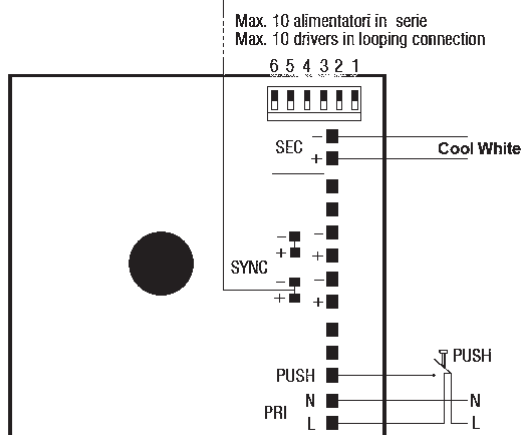 Max. 10 alimentatori in serie
Max. 10 drivers in looping connection
6 5 4 3 2 1
SEC
−
+
Cool White
SYNC
− −
+ +
− −
+ +
PUSH
PUSH
PRI
N
N
L
L